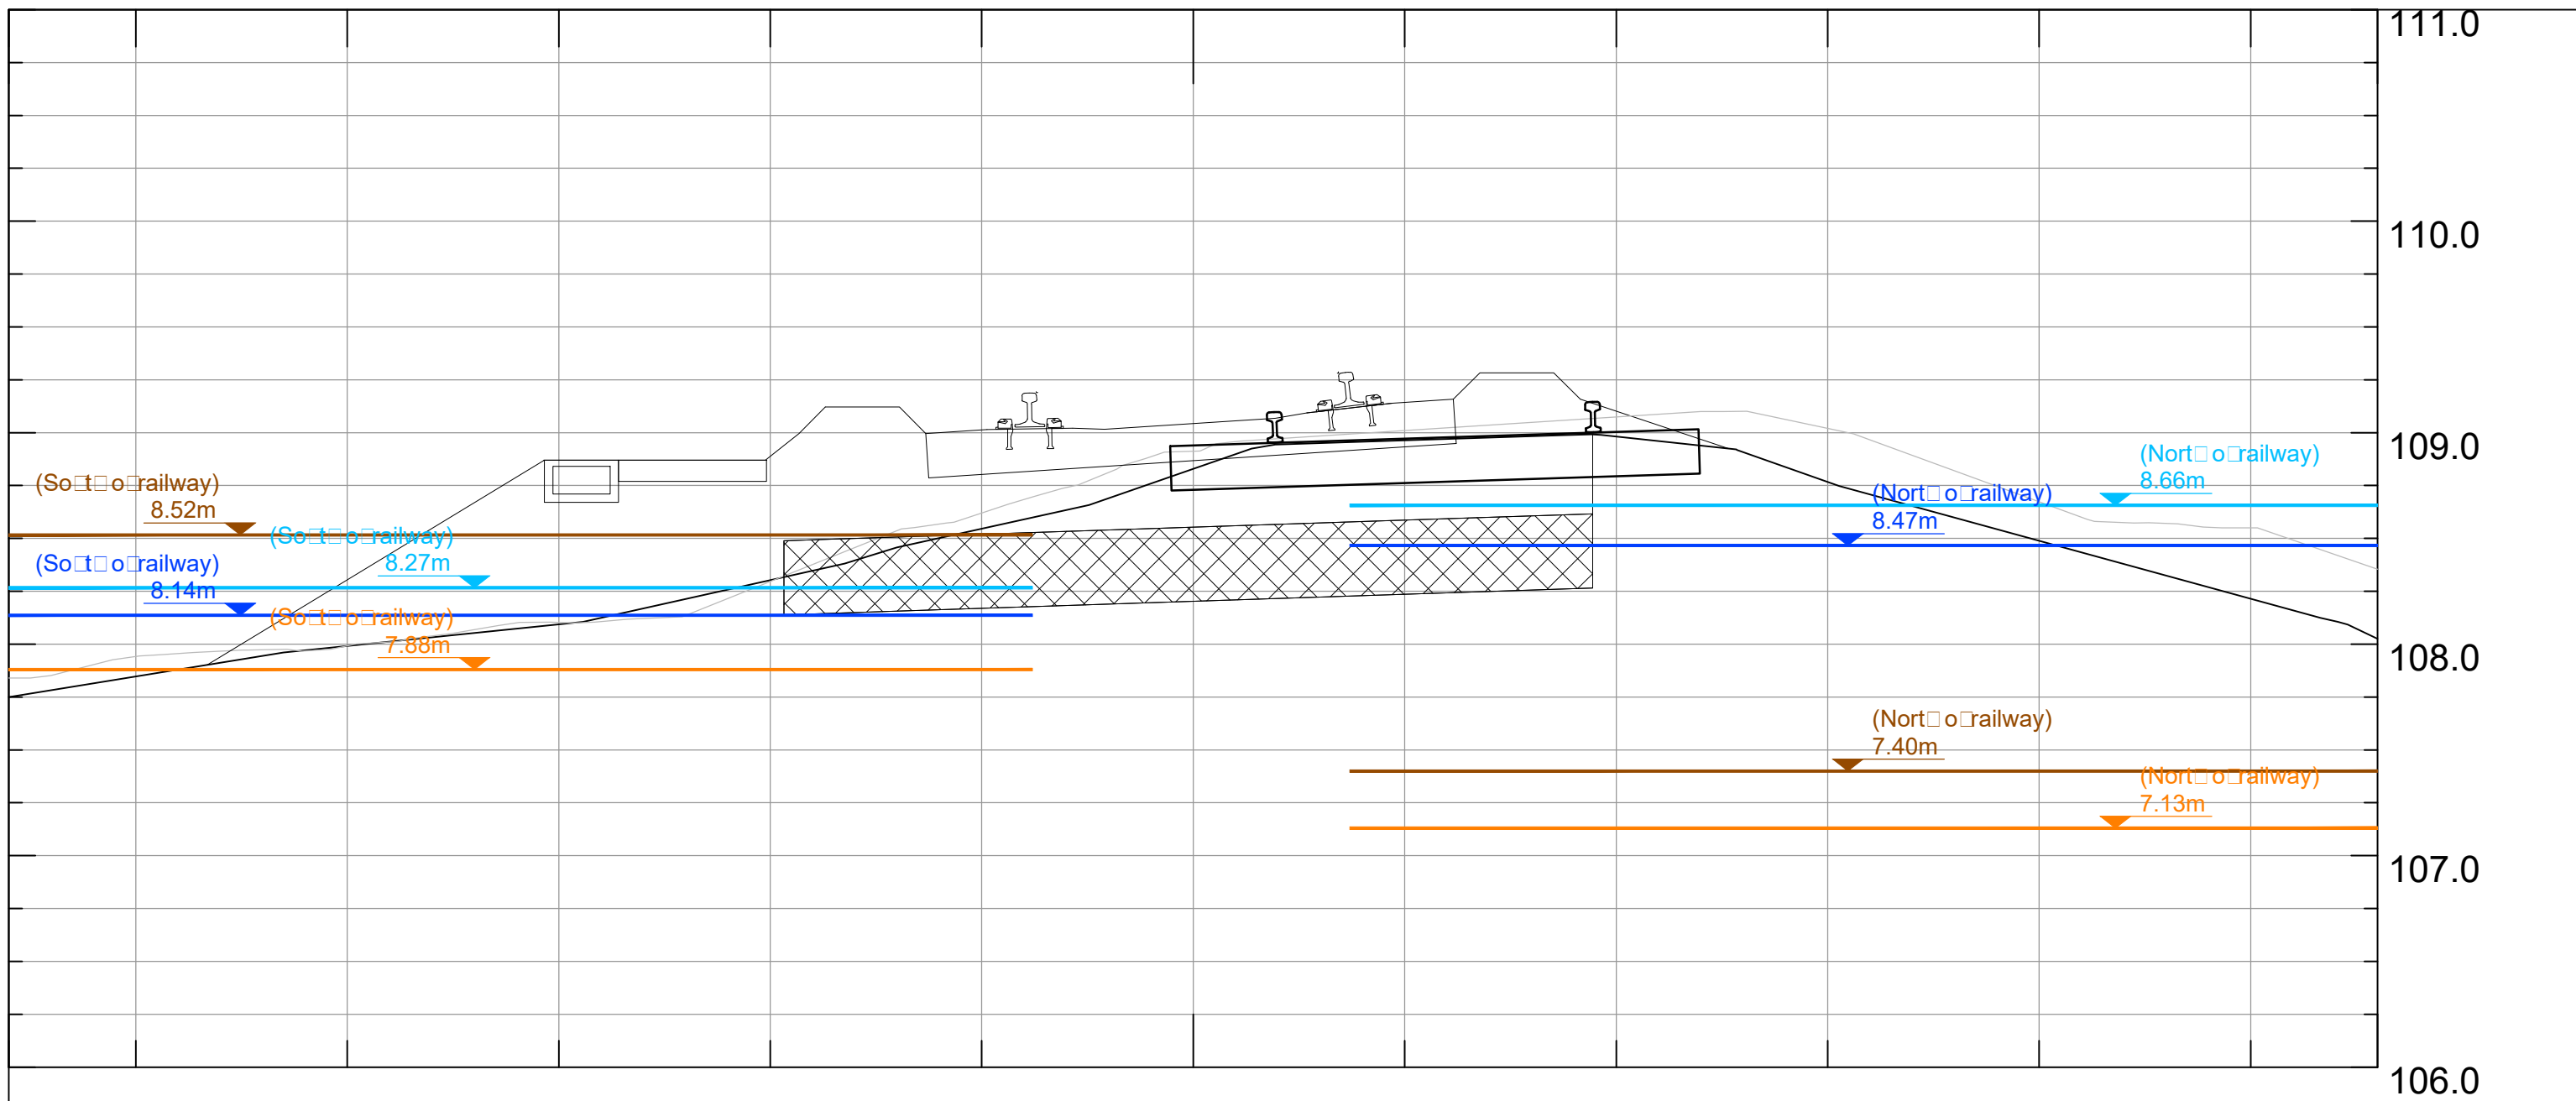 111.0
110.0
109.0
(So□t□ o□ railway)
8.52m
(So□t□ o□ railway)
8.27m
(So□t□ o□ railway)
8.14m
(So□t□ o□ railway)
7.88m
(Nort□ o□ railway)
8.66m
(Nort□ o□ railway)
8.47m
108.0
(Nort□ o□ railway)
7.40m
(Nort□ o□ railway)
7.13m
107.0
106.0